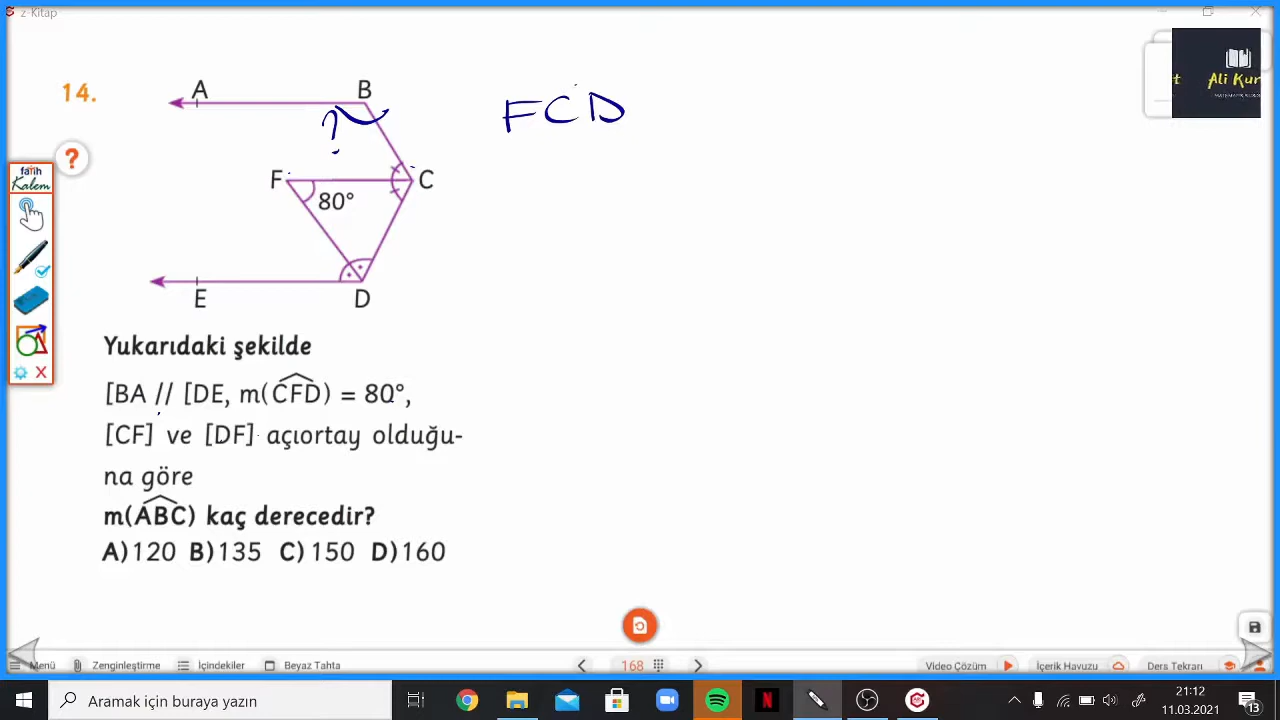 z-Kitap
Ali Kur
14.
A
B
FCD
?
?
fatih
Kalem
F
C
80°
E
D
Yukarıdaki şekilde
[BA // [DE, m(CFD) = 80°,
[CF] ve [DF] açıortay olduğu-
na göre
m(ABC) kaç derecedir?
A)120 B)135 C)150 D)160
Menü
Zenginleştirme
İçindekiler
Beyaz Tahta
168
Video Çözüm
İçerik Havuzu
Ders Tekrarı
Aramak için buraya yazın
21:12
11.03.2021
13